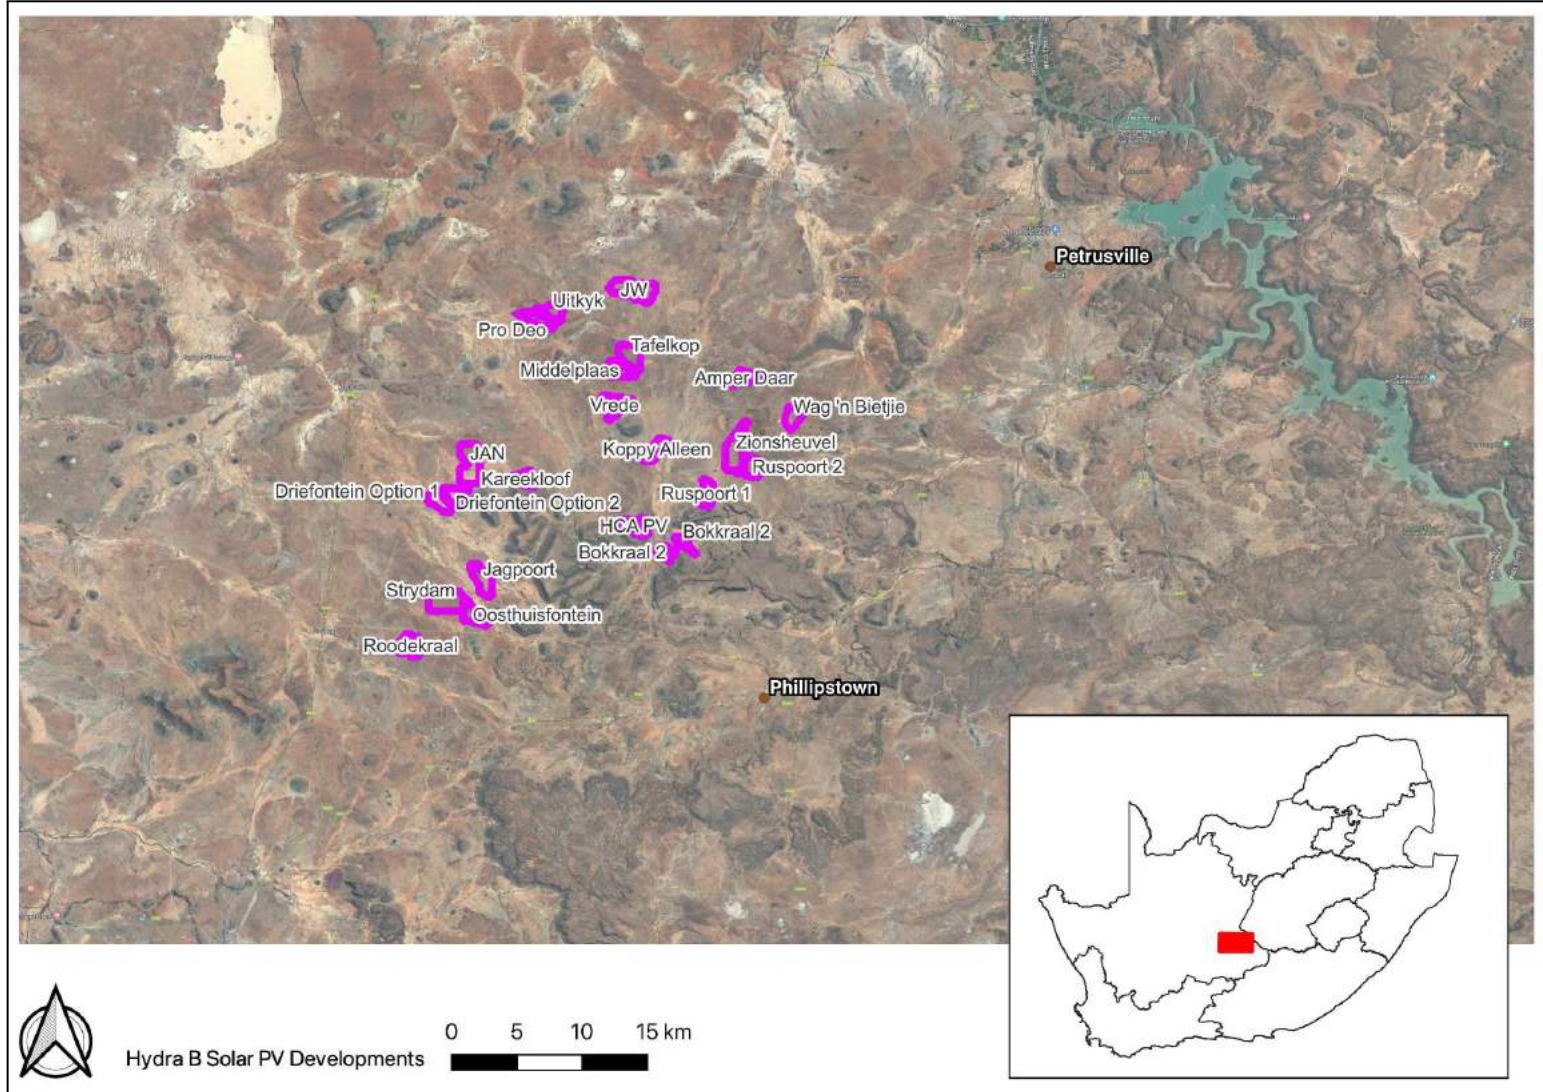 Petrusville
JW
Uitkyk
Pro Deo
Tafelkop
Middelplaas
Amper Daar
Vrede
Wag 'n Bietjie
Koppy Alleen
Zionsheuvel
JAN
Ruspoort 2
Kareekloof
Driefontein Option 1
Ruspoort 1
Driefontein Option 2
HCA PV
Bokkraal 2
Bokkraal 2
Jagpoort
Strydam
Oosthuisfontein
Roodekraal
Phillipstown
0 5 10 15 km
Hydra B Solar PV Developments